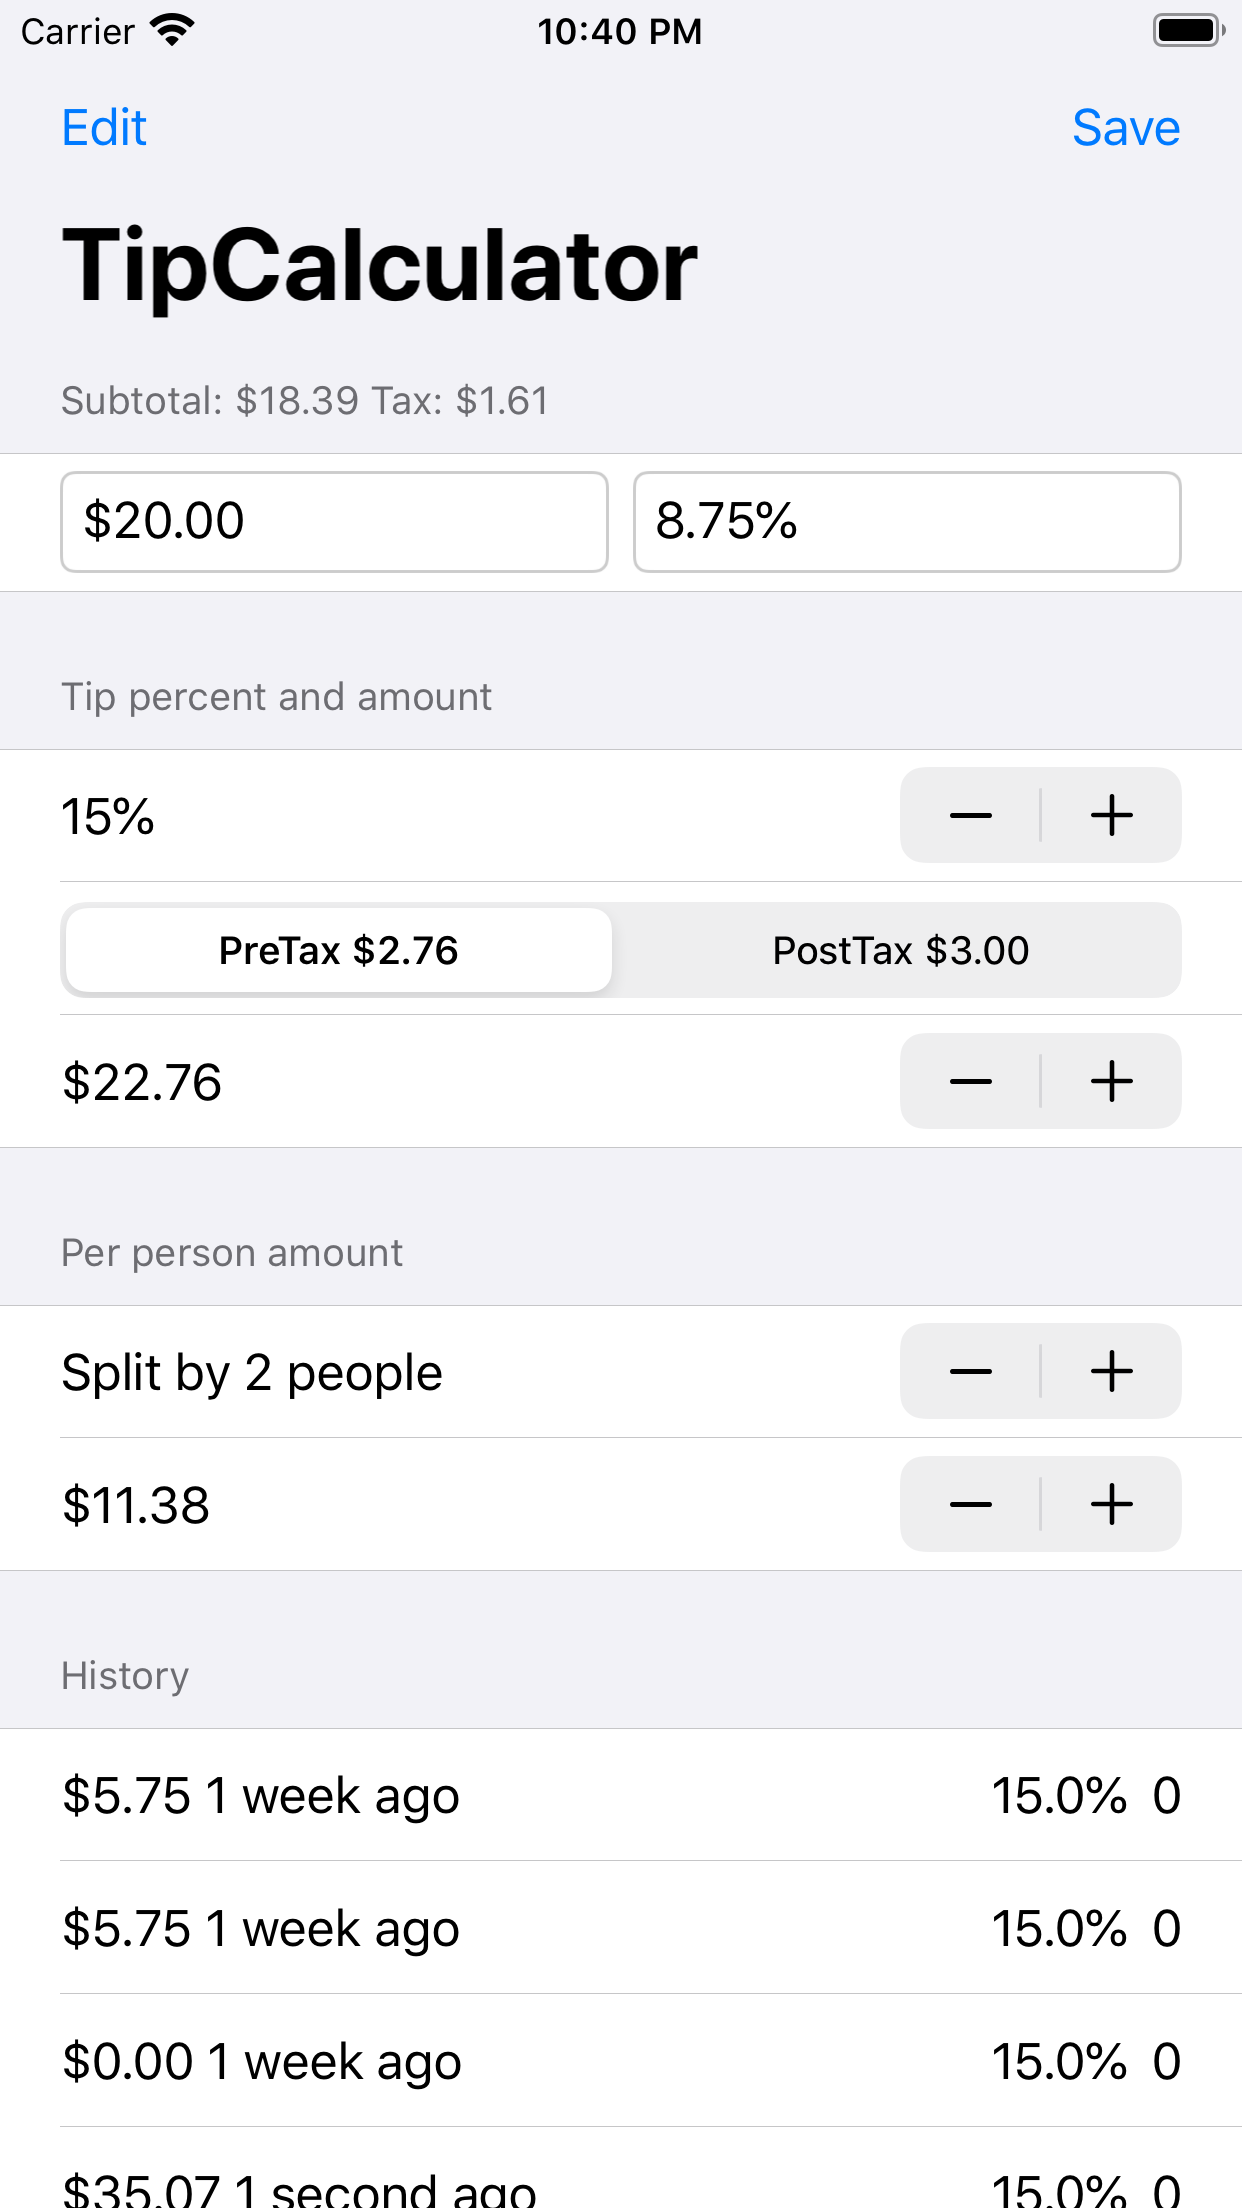 Carrier 10:40 PM
Edit Save
TipCalculator
Subtotal: $18.39 Tax: $1.61
$20.00 8.75%
Tip percent and amount
15% — +
PreTax $2.76 PostTax $3.00
$22.76 — +
Per person amount
Split by 2 people — +
$11.38 — +
History
$5.75 1 week ago 15.0% 0
$5.75 1 week ago 15.0% 0
$0.00 1 week ago 15.0% 0
$35.07 1 second ago 15.0% 0